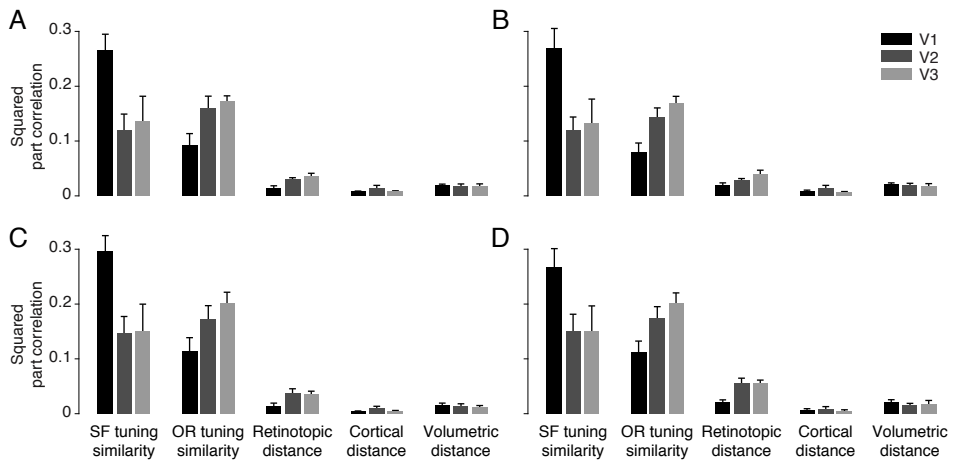 A
B
V1
V2
V3
0.3
0.2
0.1
0
Squared
part correlation
C
D
0.3
0.2
0.1
0
Squared
part correlation
SF tuning
similarity
OR tuning
similarity
Retinotopic
distance
Cortical
distance
Volumetric
distance
SF tuning
similarity
OR tuning
similarity
Retinotopic
distance
Cortical
distance
Volumetric
distance